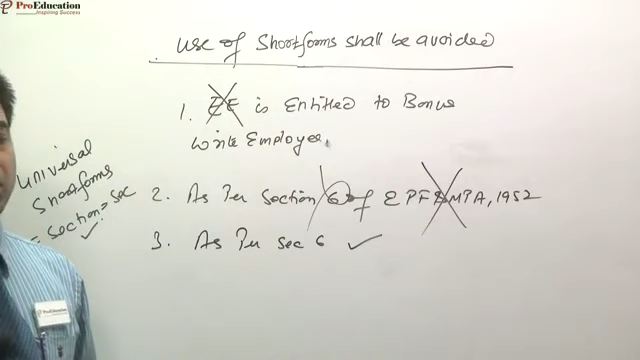 ProEducation
Inspiring Success
Use of Shortforms shall be avoided
1. EE is Entitled to Bonus
write Employee.
universal
Shortforms
= Section = Sec
2. As Per Section 6 of EPF & MPA, 1952
3. As Per Sec 6 ✓
ProEducation